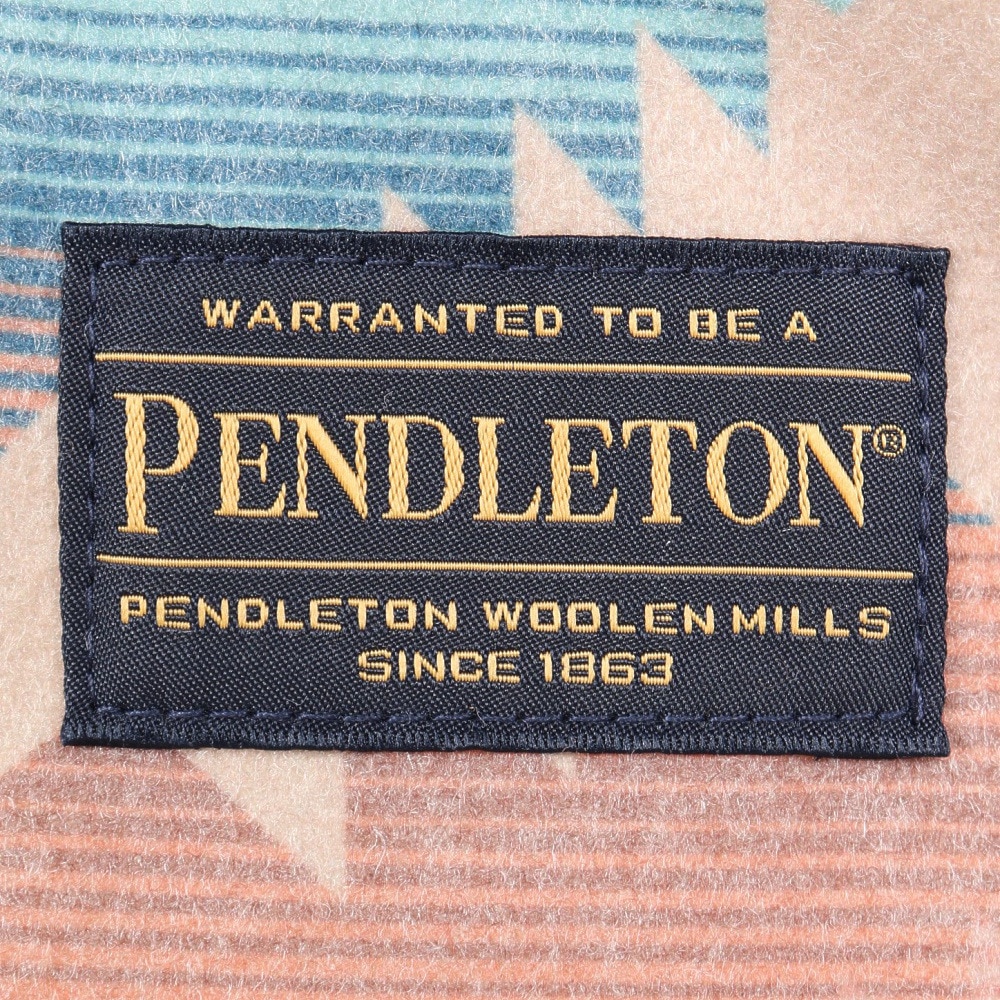 WARRANTED TO BE A
PENDLETON®
PENDLETON WOOLEN MILLS
SINCE 1863